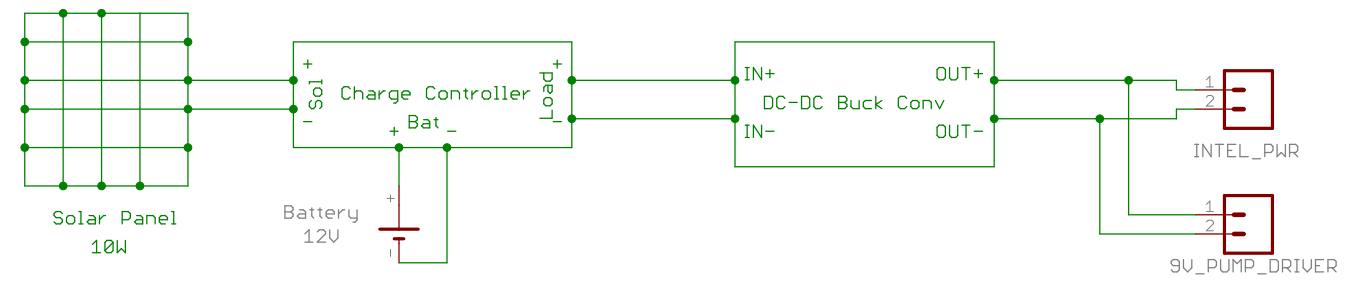 Solar Panel
10W
+
Sol
-
Charge Controller
+ Bat -
+
Load
-
Battery
12V
+
-
IN+
IN-
DC-DC Buck Conv
OUT+
OUT-
1
2
INTEL_PWR
1
2
9V_PUMP_DRIVER